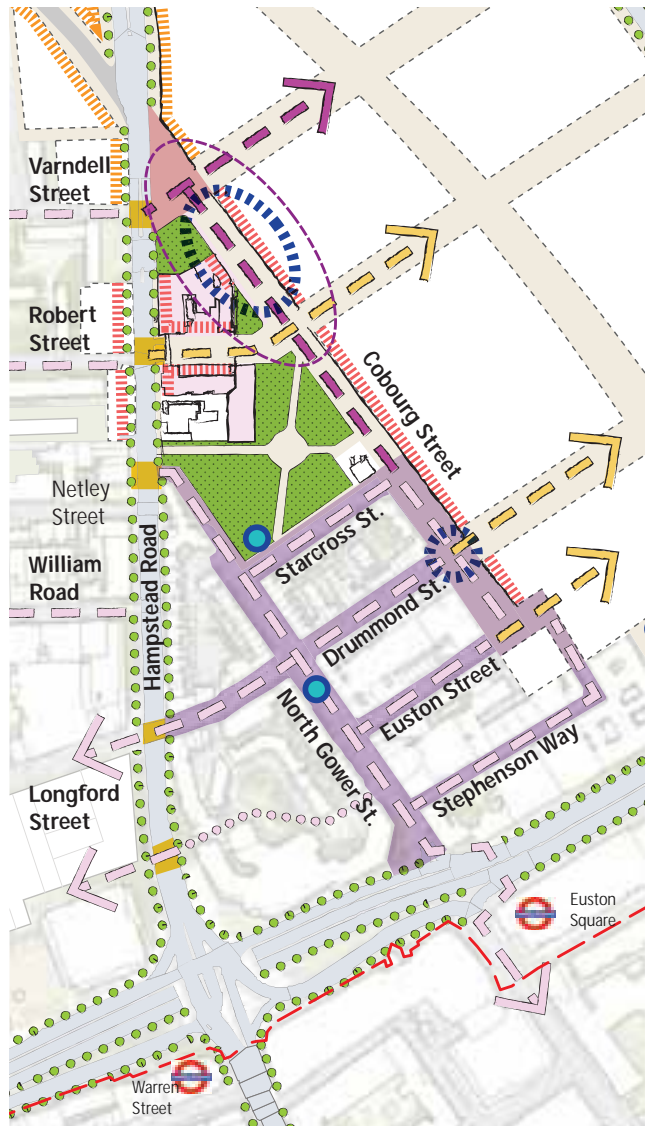 Varndell
Street
Robert
Street
Cobourg Street
Netley
Street
Starcross St.
William
Road
Hampstead Road
Drummond St.
Euston Street
North Gower St.
Stephenson Way
Longford
Street
Euston
Square
Warren
Street